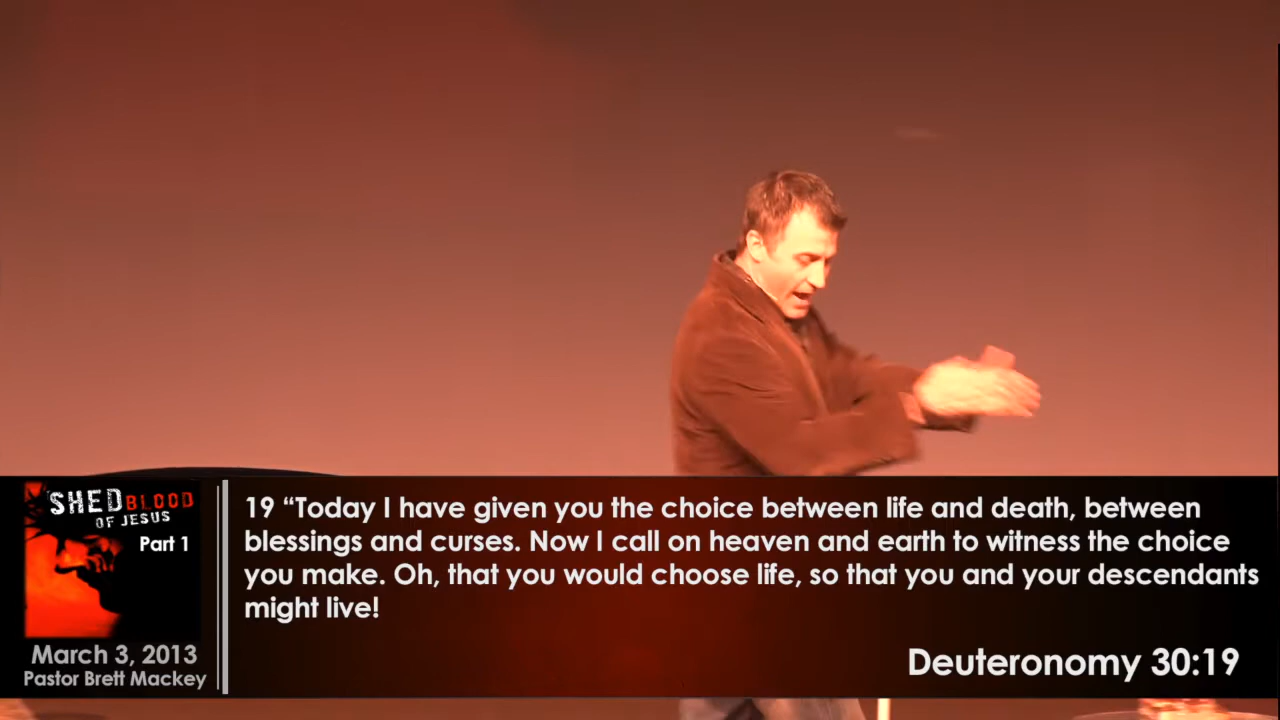 SHED BLOOD
OF JESUS
Part 1
March 3, 2013
Pastor Brett Mackey
19 “Today I have given you the choice between life and death, between
blessings and curses. Now I call on heaven and earth to witness the choice
you make. Oh, that you would choose life, so that you and your descendants
might live!
Deuteronomy 30:19